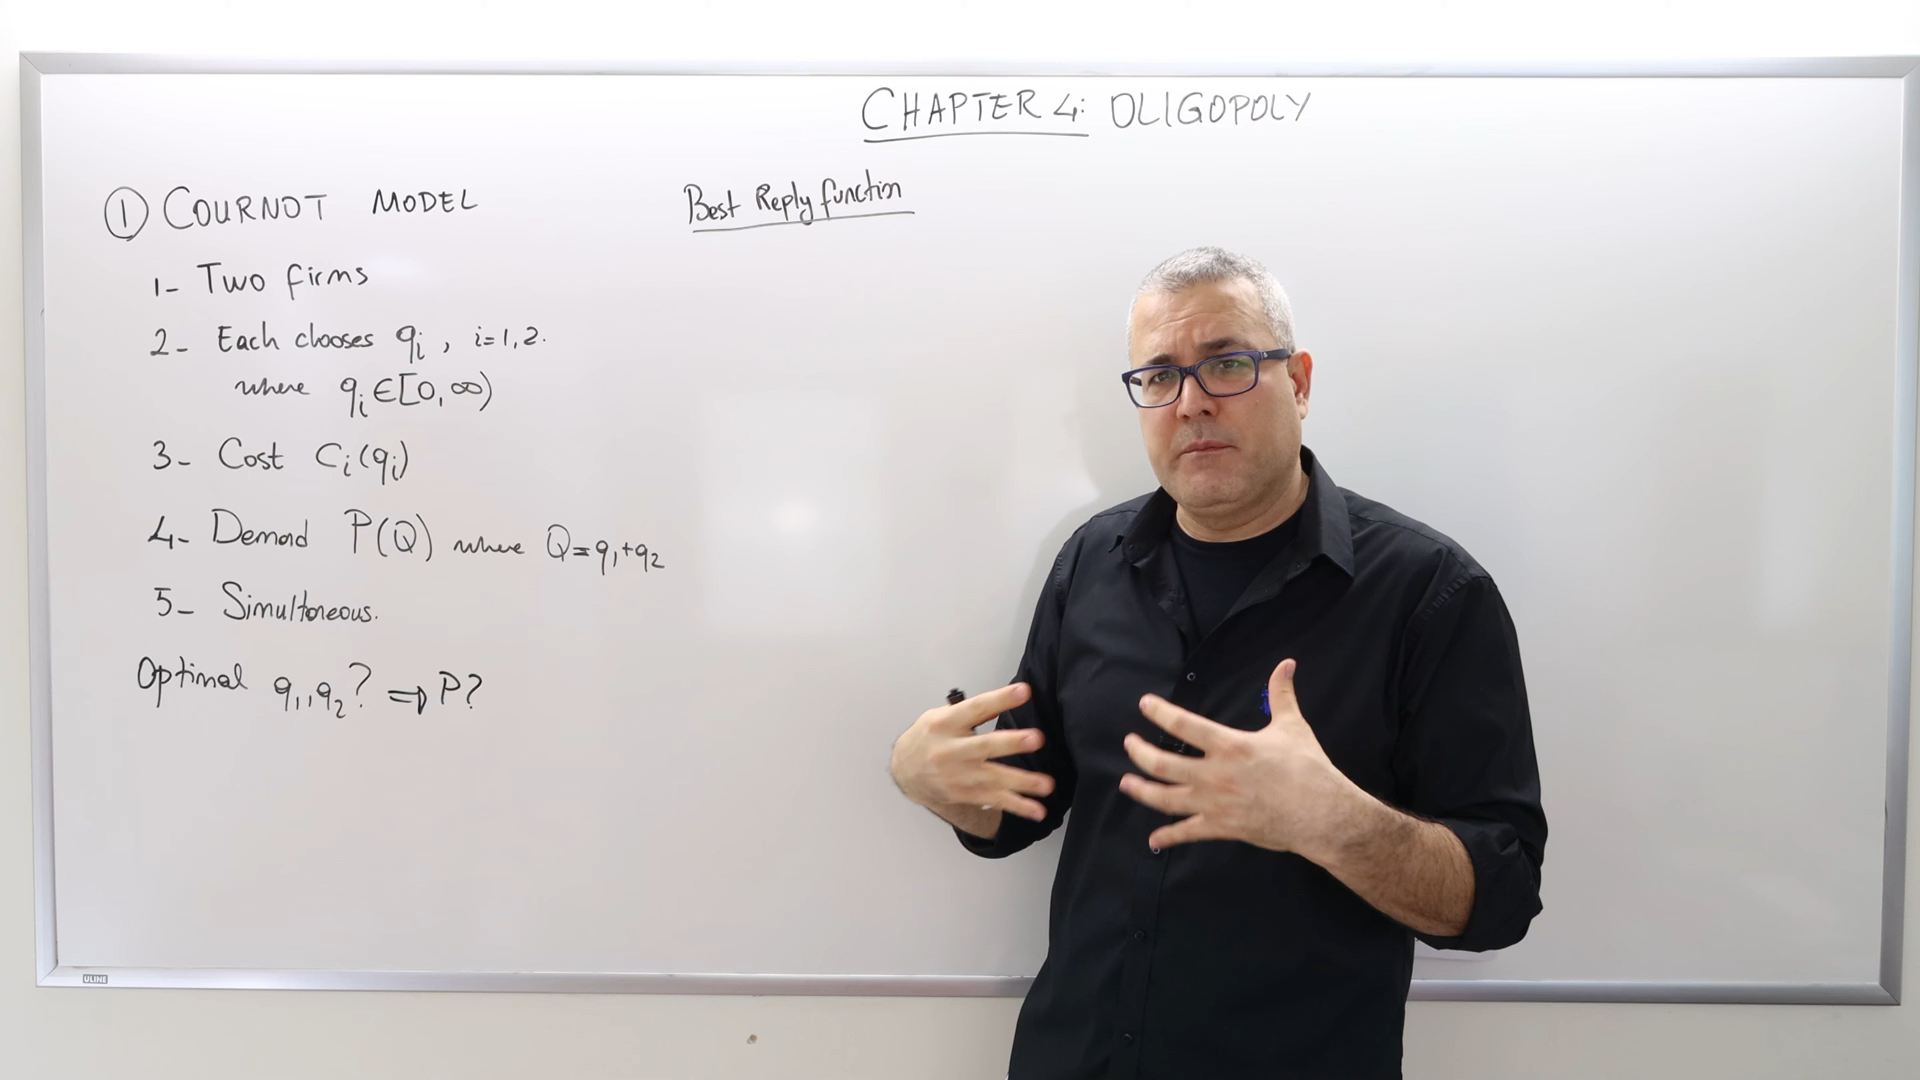 CHAPTER 4: OLIGOPOLY
① COURNOT MODEL
1- Two firms
2- Each chooses qᵢ, i=1,2.
where qᵢ∈[0,∞)
3- Cost Cᵢ(qᵢ)
4- Demand P(Q) where Q=q₁+q₂
5- Simultaneous.
Optimal q₁,q₂? ⇒ P?
Best Reply function
ULINE